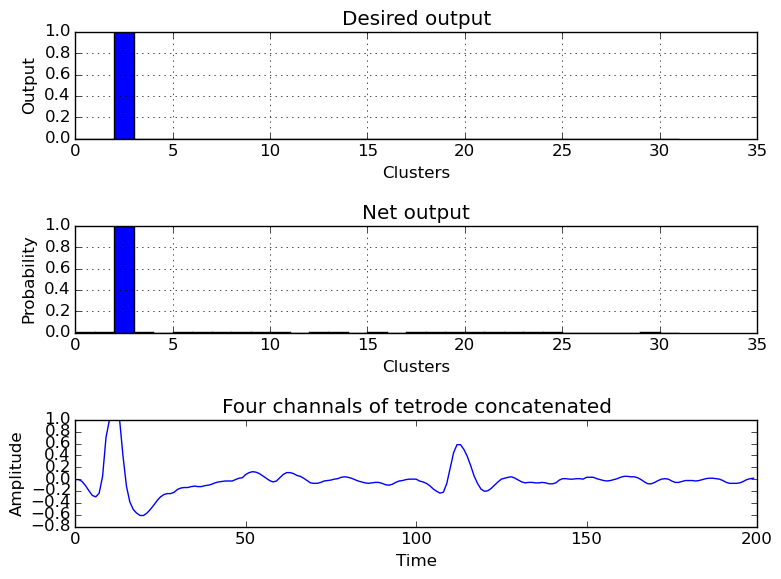 Desired output
1.0
0.8
0.6
0.4
0.2
0.0
Output
0 5 10 15 20 25 30 35
Clusters
Net output
1.0
0.8
0.6
0.4
0.2
0.0
Probability
0 5 10 15 20 25 30 35
Clusters
Four channals of tetrode concatenated
1.0
0.8
0.6
0.4
0.2
0.0
−0.2
−0.4
−0.6
−0.8
Amplitude
0 50 100 150 200
Time